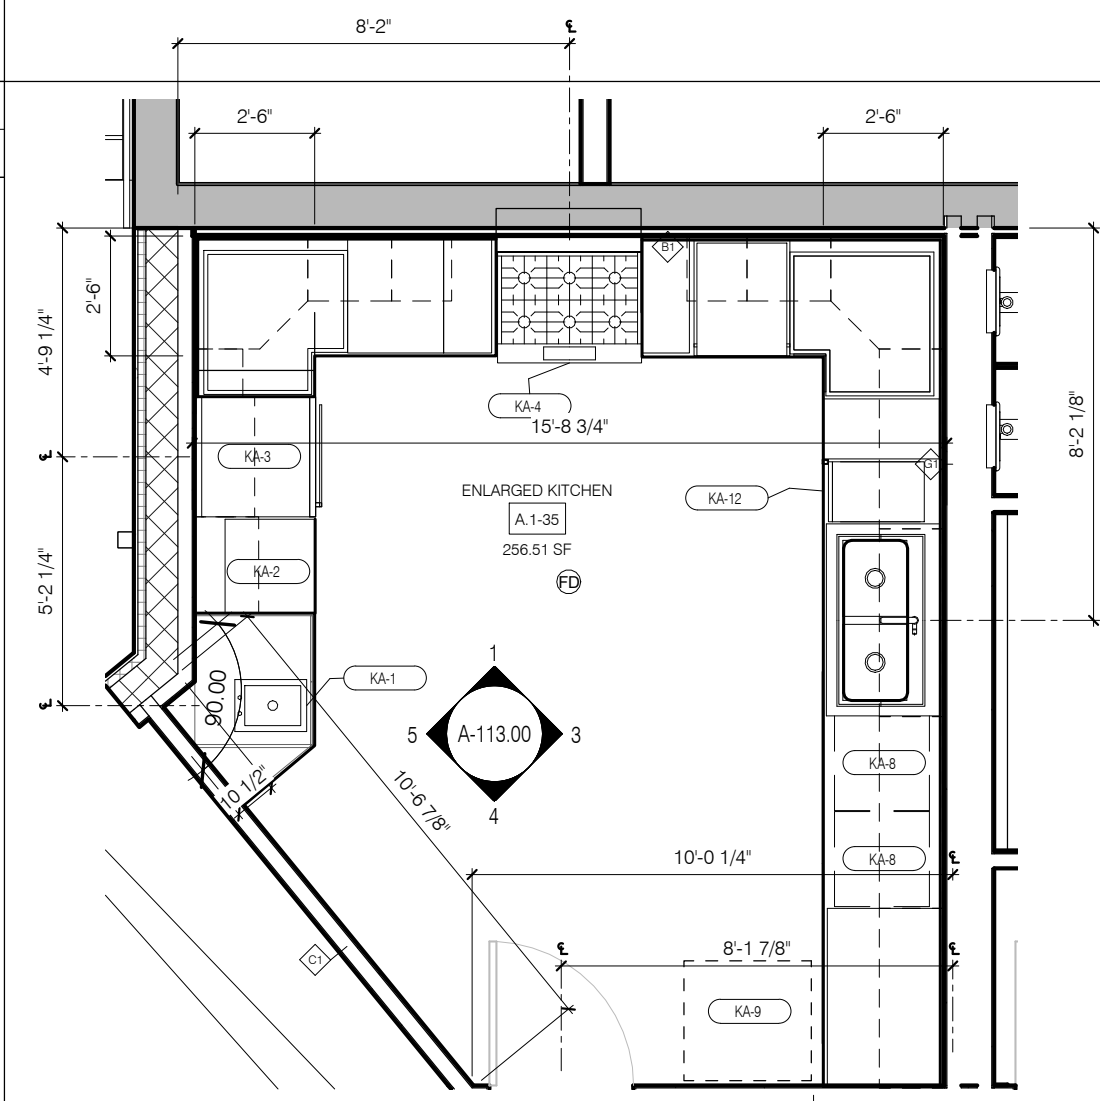 8'-2"
℄
2'-6"
2'-6"
B1
2'-6"
4'-9 1/4"
KA-4
15'-8 3/4"
8'-2 1/8"
℄
KA-3
G1
ENLARGED KITCHEN
KA-12
A.1-35
256.51 SF
KA-2
FD
5'-2 1/4"
1
KA-1
90.00
℄
5
A-113.00
3
KA-8
10 1/2"
10'-6 7/8"
4
10'-0 1/4"
℄
KA-8
℄
8'-1 7/8"
℄
C1
KA-9